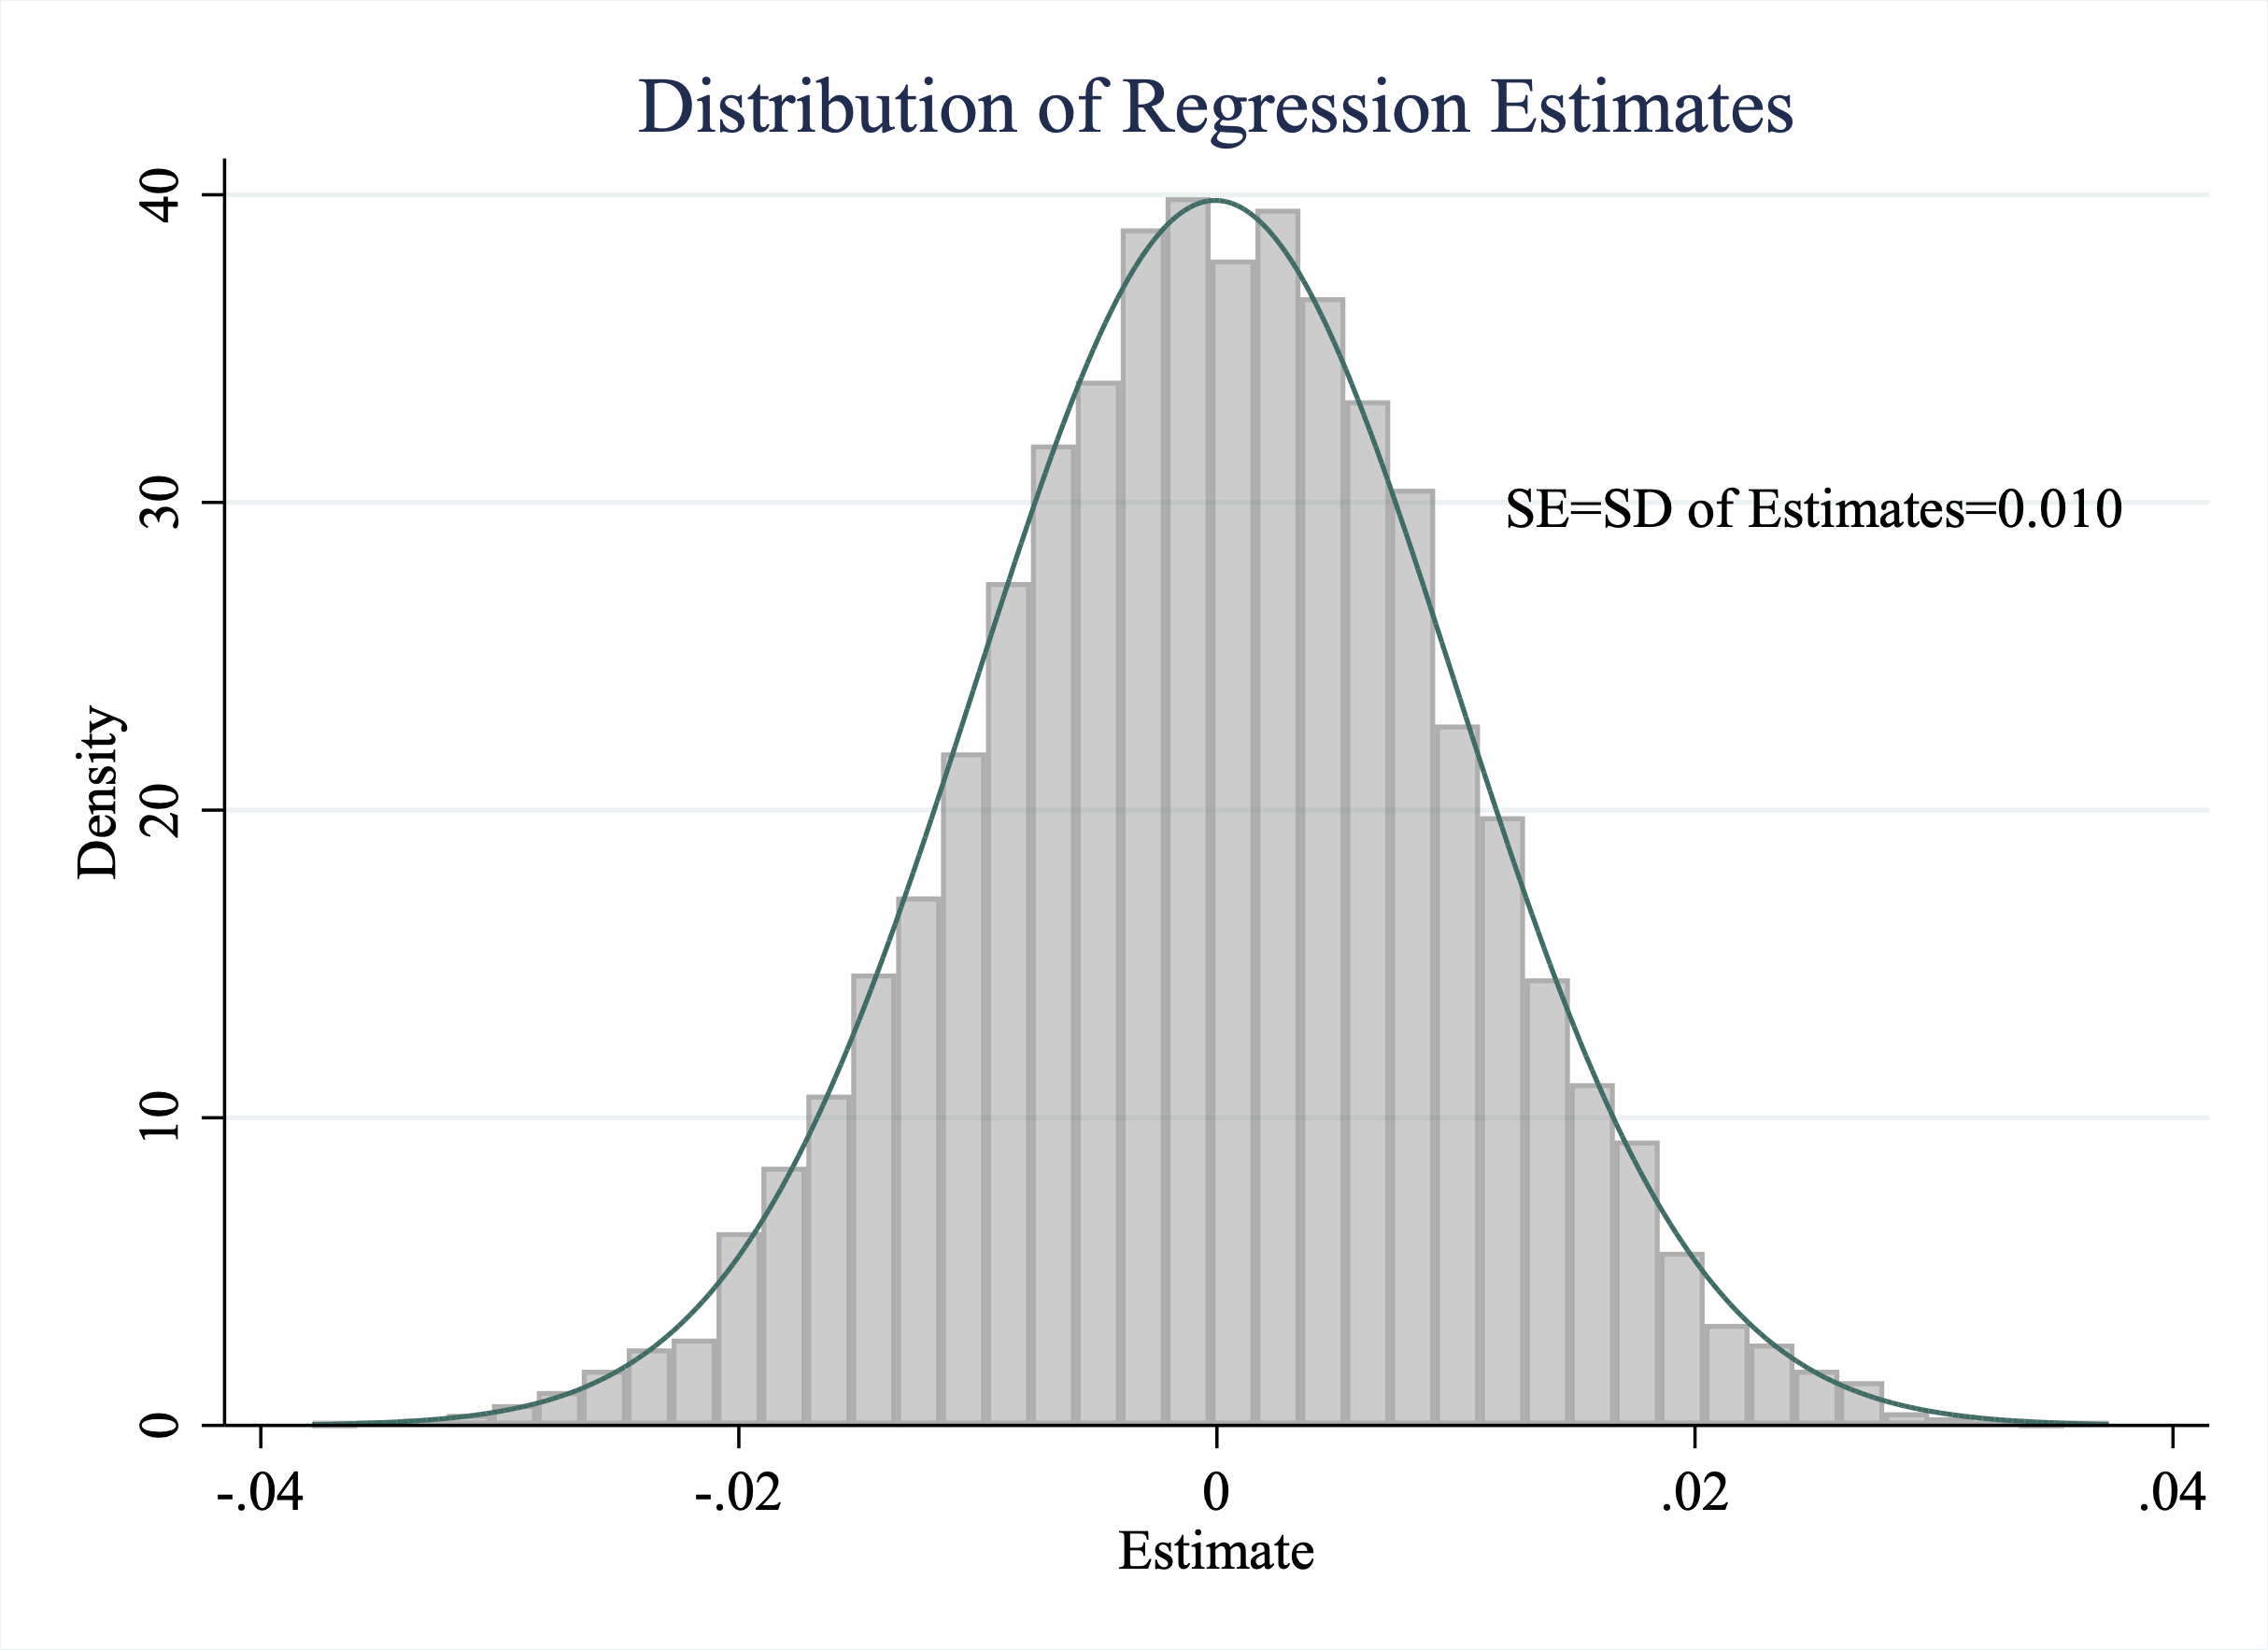 Distribution of Regression Estimates
40
30
20
10
0
Density
SE=SD of Estimates=0.010
-.04 -.02 0 .02 .04
Estimate